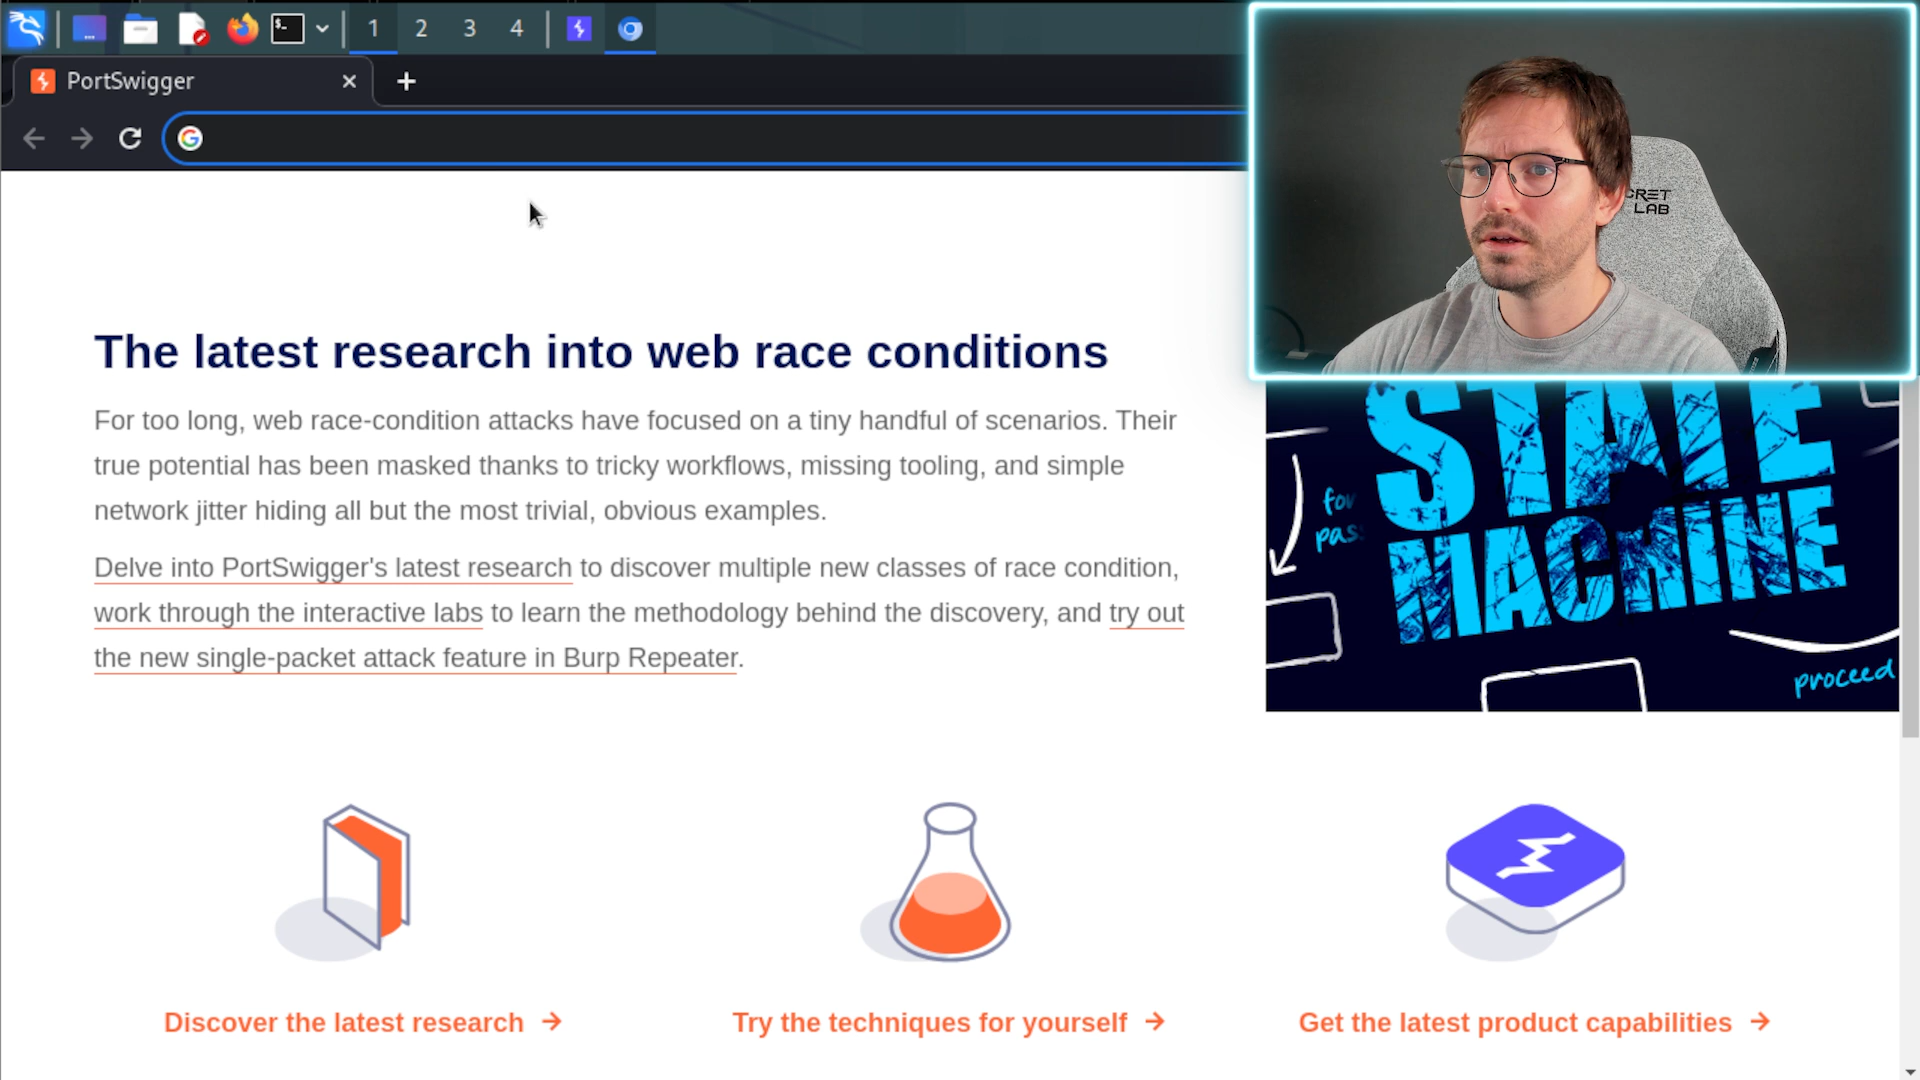 1 2 3 4
PortSwigger
CRET
LAB
The latest research into web race conditions
For too long, web race-condition attacks have focused on a tiny handful of scenarios. Their
true potential has been masked thanks to tricky workflows, missing tooling, and simple
network jitter hiding all but the most trivial, obvious examples.
Delve into PortSwigger's latest research to discover multiple new classes of race condition,
work through the interactive labs to learn the methodology behind the discovery, and try out
the new single-packet attack feature in Burp Repeater.
STATE
MACHINE
for
pas
proceed
Discover the latest research →
Try the techniques for yourself →
Get the latest product capabilities →